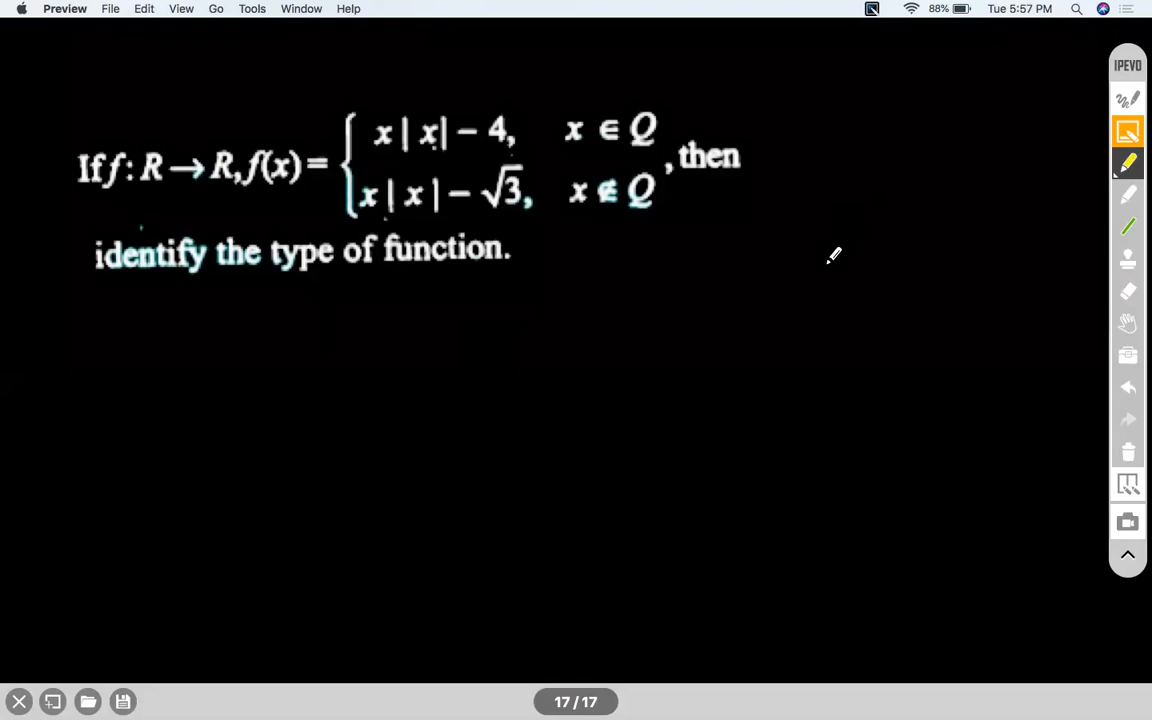 Preview File Edit View Go Tools Window Help 88% Tue 5:57 PM
IPEVO
x | x| − 4, x ∈ Q
If f : R → R, f(x) = { , then
x | x | − √3, x ∉ Q
identify the type of function.
17 / 17